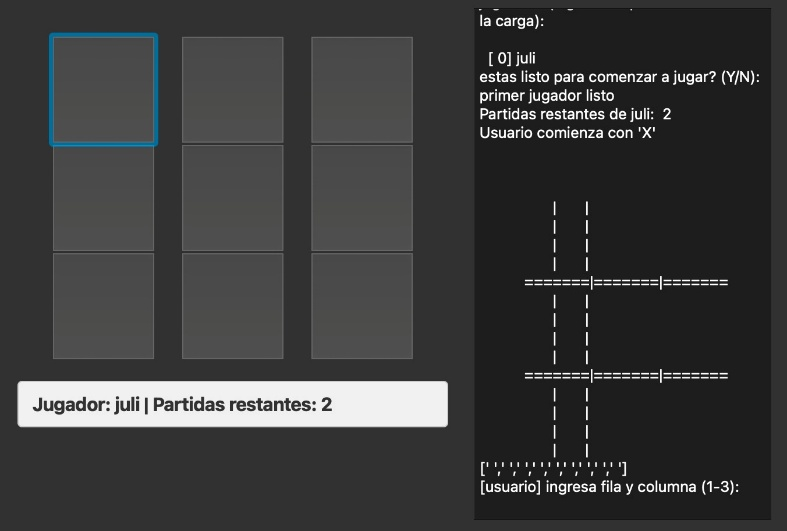 la carga):
[ 0] juli
estas listo para comenzar a jugar? (Y/N):
primer jugador listo
Partidas restantes de juli:  2
Usuario comienza con 'X'
|      |
|      |
|      |
|      |
=======|=======|=======
|      |
|      |
|      |
|      |
=======|=======|=======
|      |
|      |
|      |
|      |
[' ',' ',' ',' ',' ',' ',' ',' ',' ']
[usuario] ingresa fila y columna (1-3):
Jugador: juli | Partidas restantes: 2